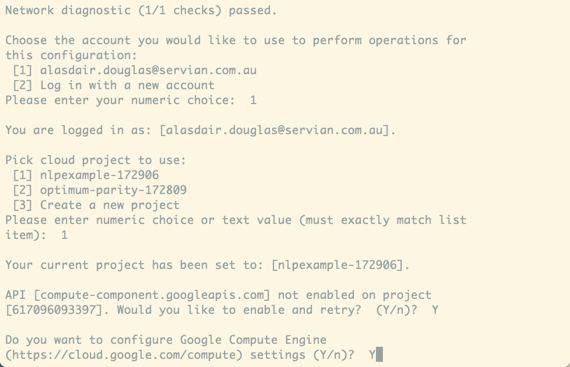 Network diagnostic (1/1 checks) passed.
Choose the account you would like to use to perform operations for
this configuration:
[1] alasdair.douglas@servian.com.au
[2] Log in with a new account
Please enter your numeric choice:  1
You are logged in as: [alasdair.douglas@servian.com.au].
Pick cloud project to use:
[1] nlpexample-172906
[2] optimum-parity-172809
[3] Create a new project
Please enter numeric choice or text value (must exactly match list
item):  1
Your current project has been set to: [nlpexample-172906].
API [compute-component.googleapis.com] not enabled on project
[617096093397]. Would you like to enable and retry?  (Y/n)?  Y
Do you want to configure Google Compute Engine
(https://cloud.google.com/compute) settings (Y/n)?  Y